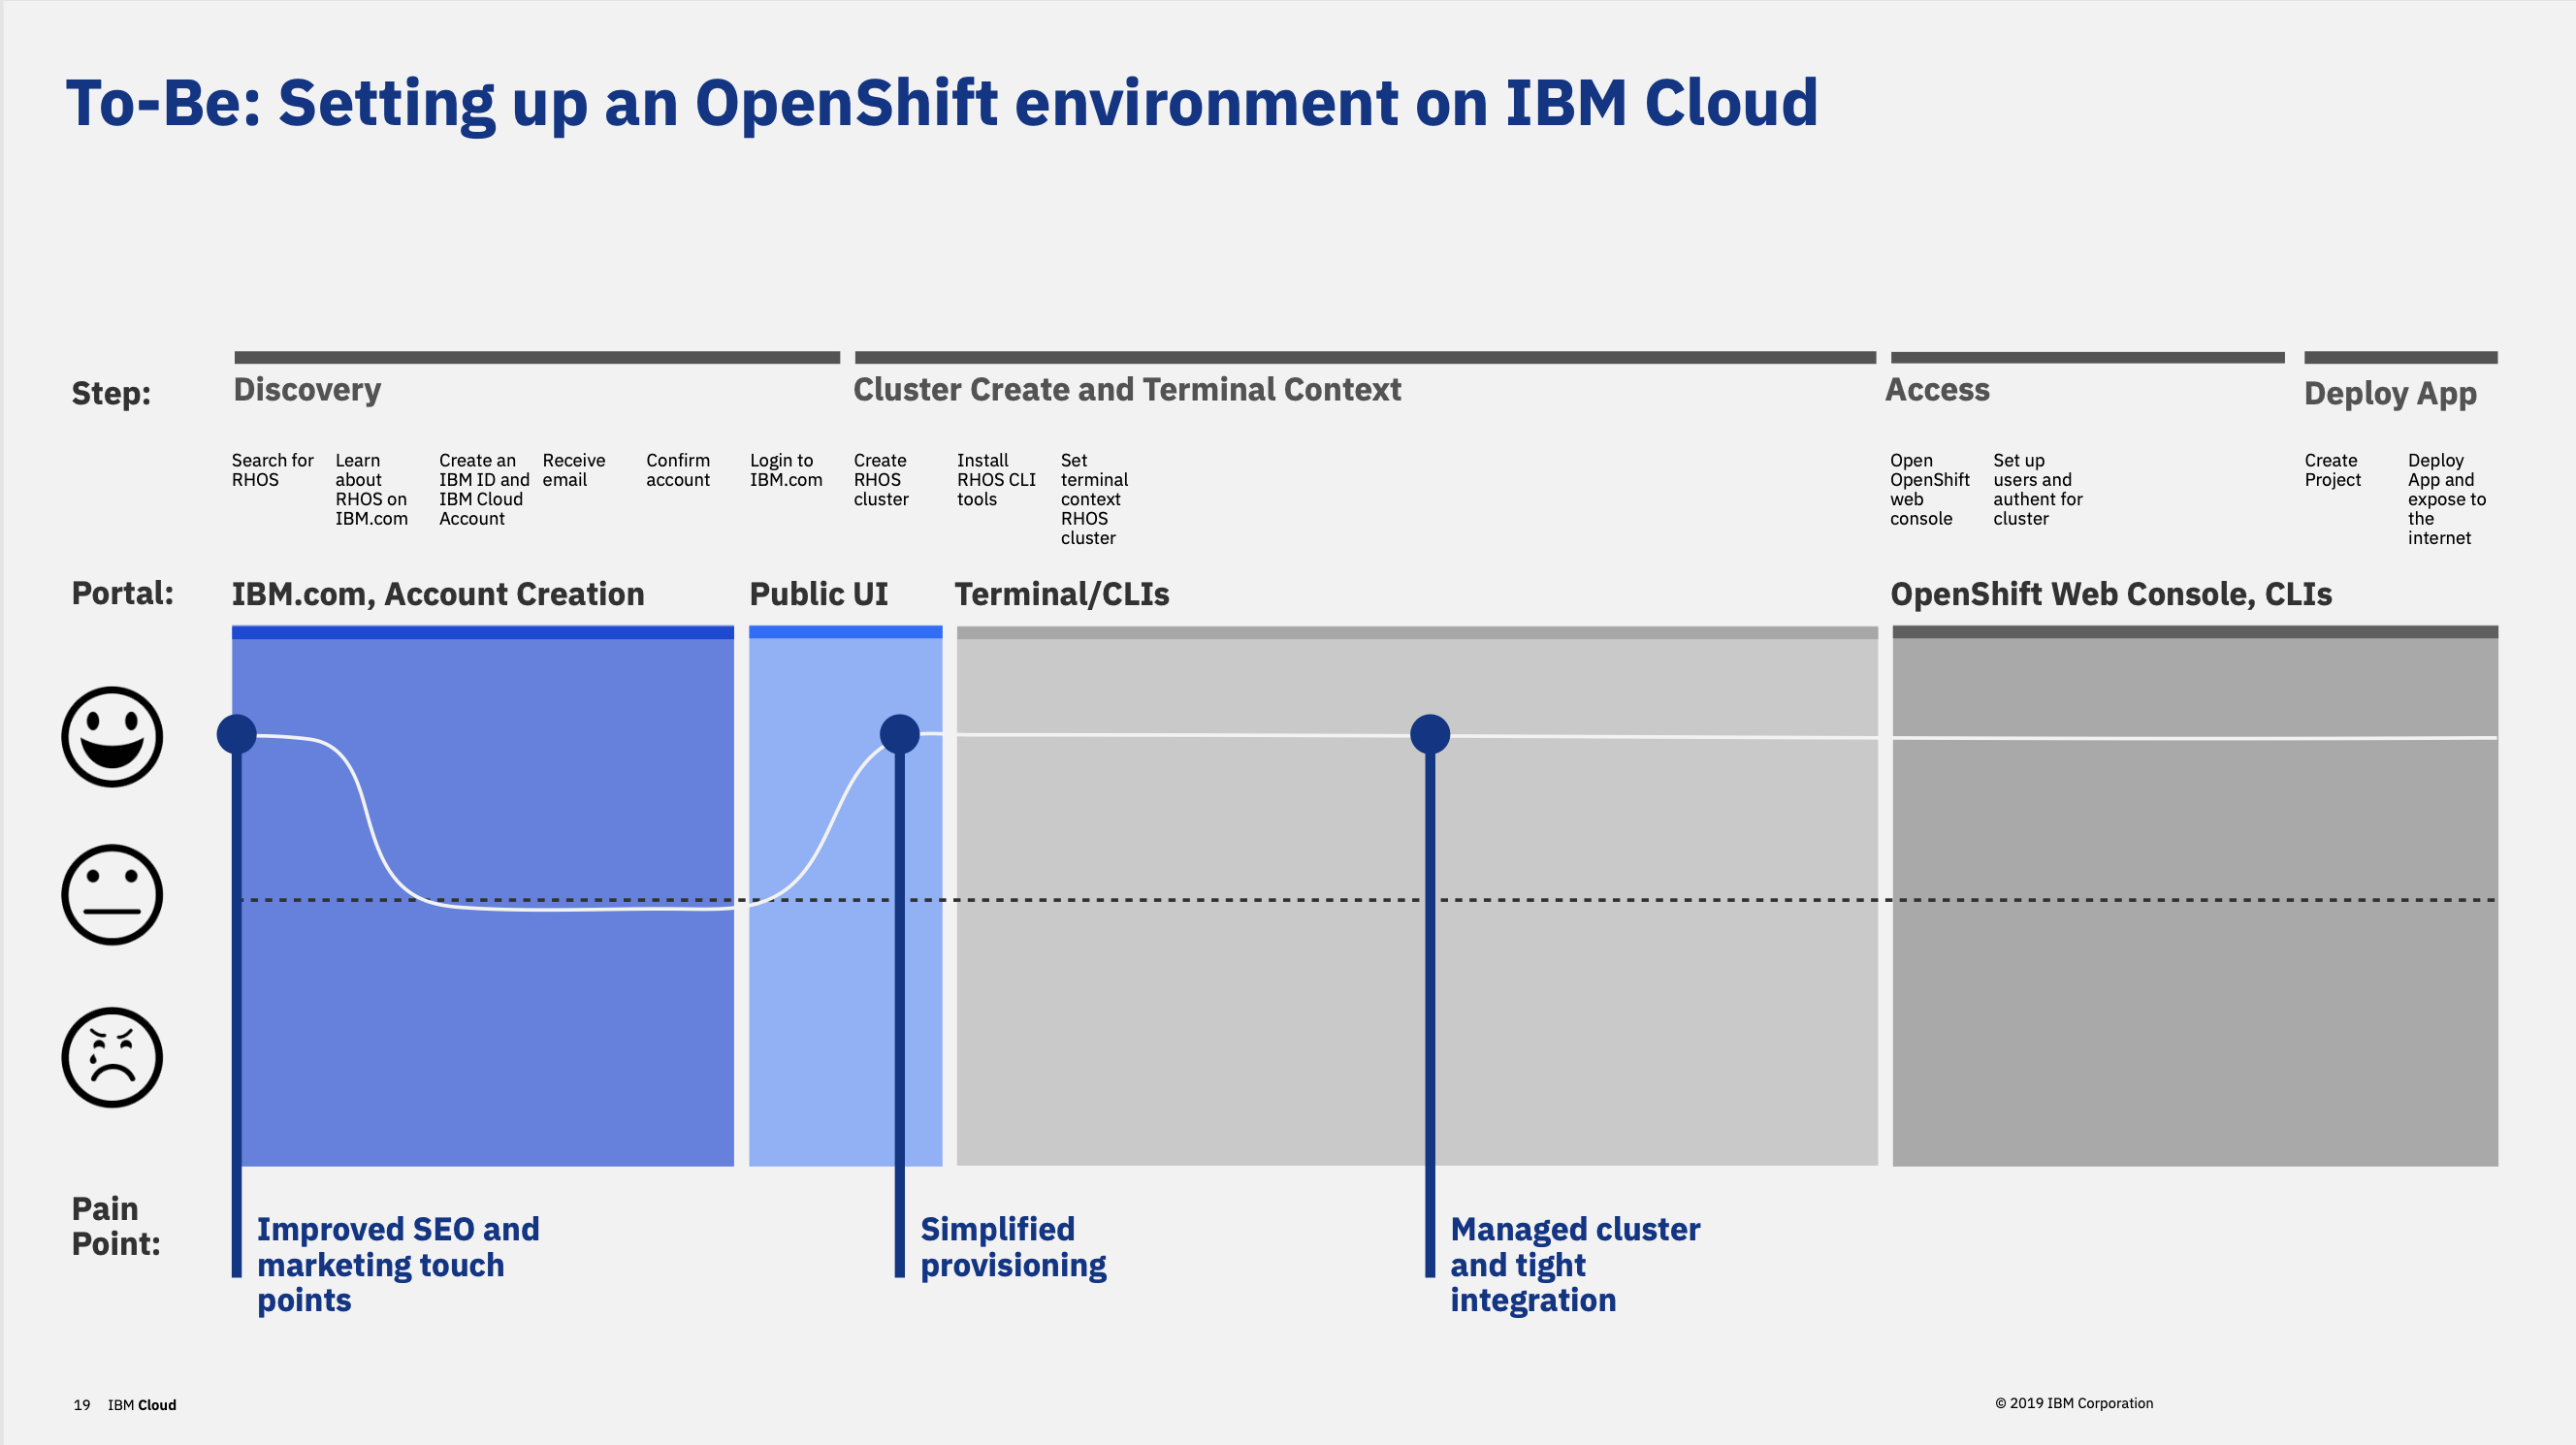 To-Be: Setting up an OpenShift environment on IBM Cloud
Step:
Discovery
Cluster Create and Terminal Context
Access
Deploy App
Search for
RHOS
Learn
about
RHOS on
IBM.com
Create an
IBM ID and
IBM Cloud
Account
Receive
email
Confirm
account
Login to
IBM.com
Create
RHOS
cluster
Install
RHOS CLI
tools
Set
terminal
context
RHOS
cluster
Open
OpenShift
web
console
Set up
users and
authent for
cluster
Create
Project
Deploy
App and
expose to
the
internet
Portal:
IBM.com, Account Creation
Public UI
Terminal/CLIs
OpenShift Web Console, CLIs
Pain
Point:
Improved SEO and
marketing touch
points
Simplified
provisioning
Managed cluster
and tight
integration
19 IBM Cloud
© 2019 IBM Corporation